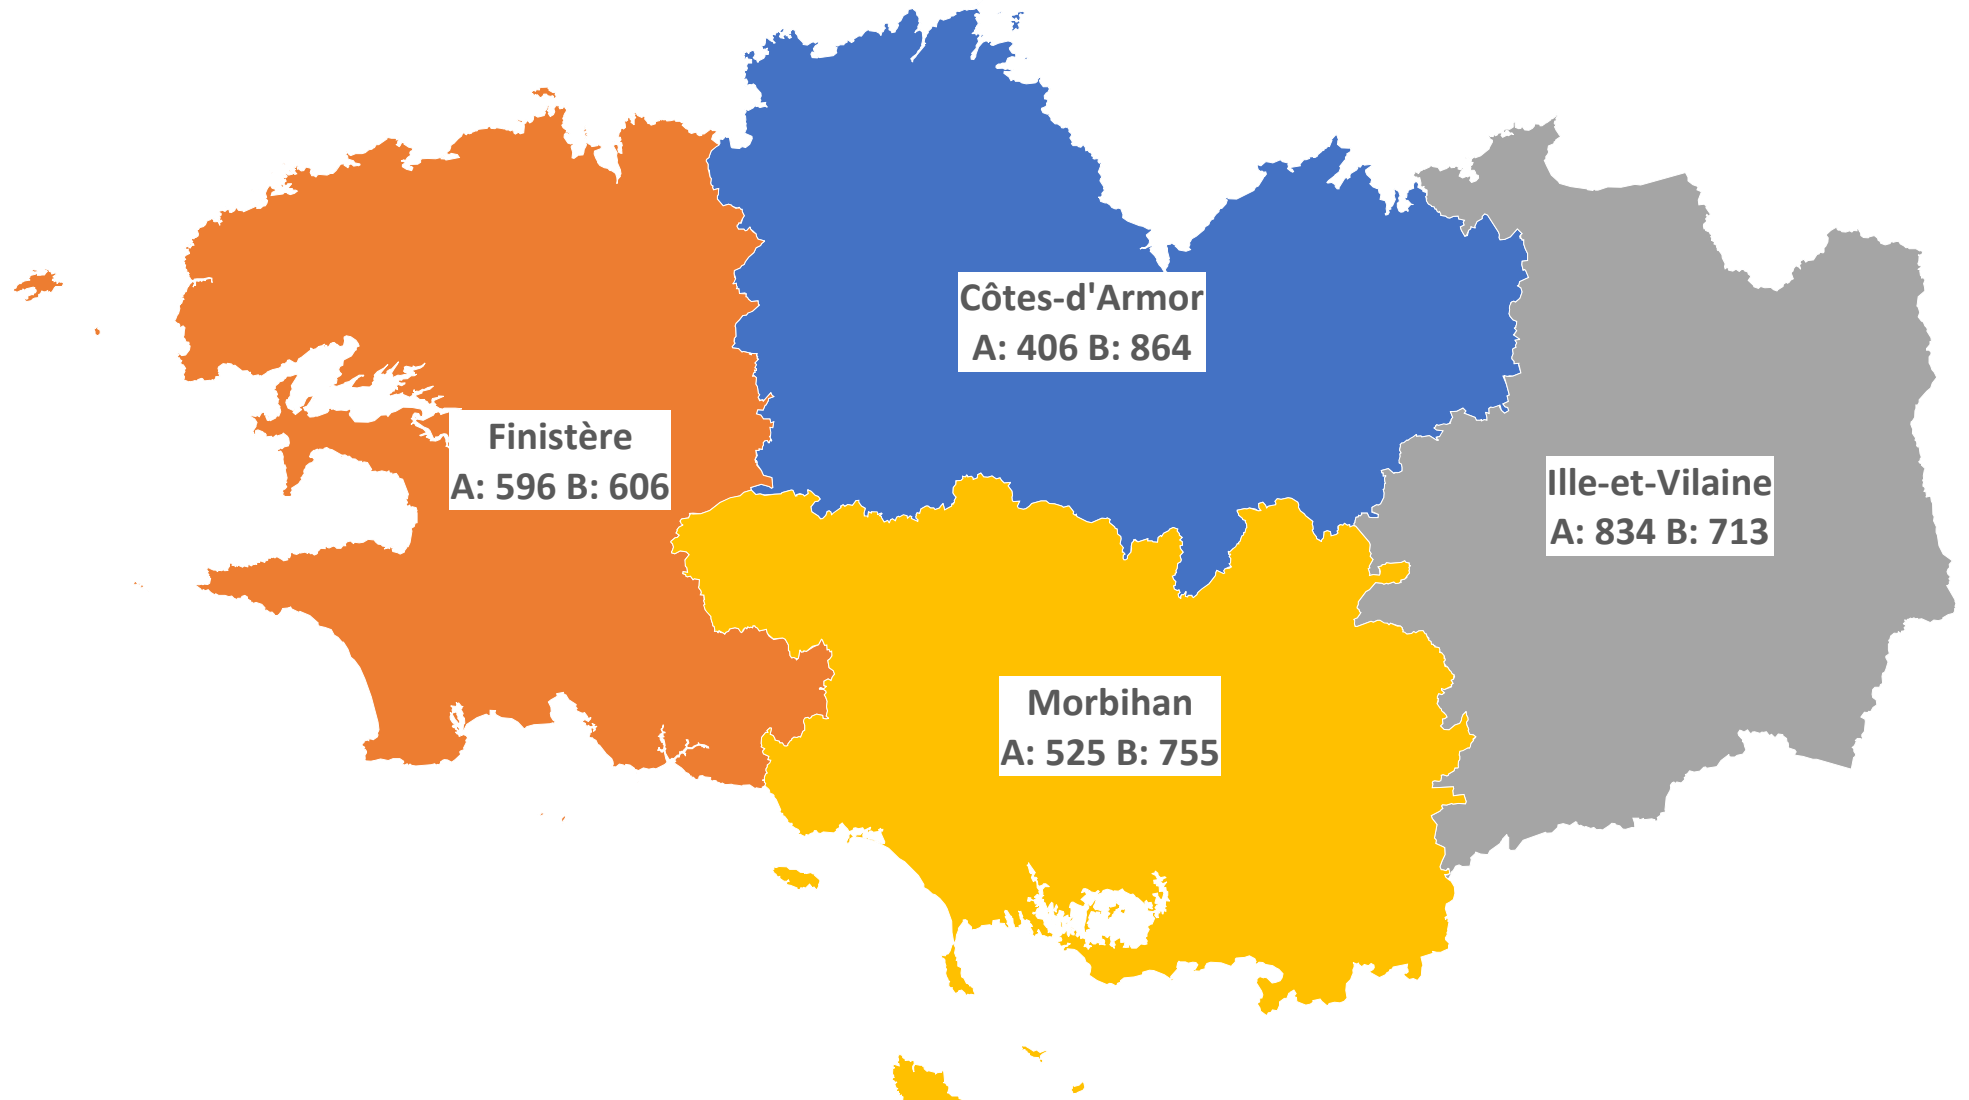 Côtes-d'Armor
A: 406 B: 864
Finistère
A: 596 B: 606
Ille-et-Vilaine
A: 834 B: 713
Morbihan
A: 525 B: 755